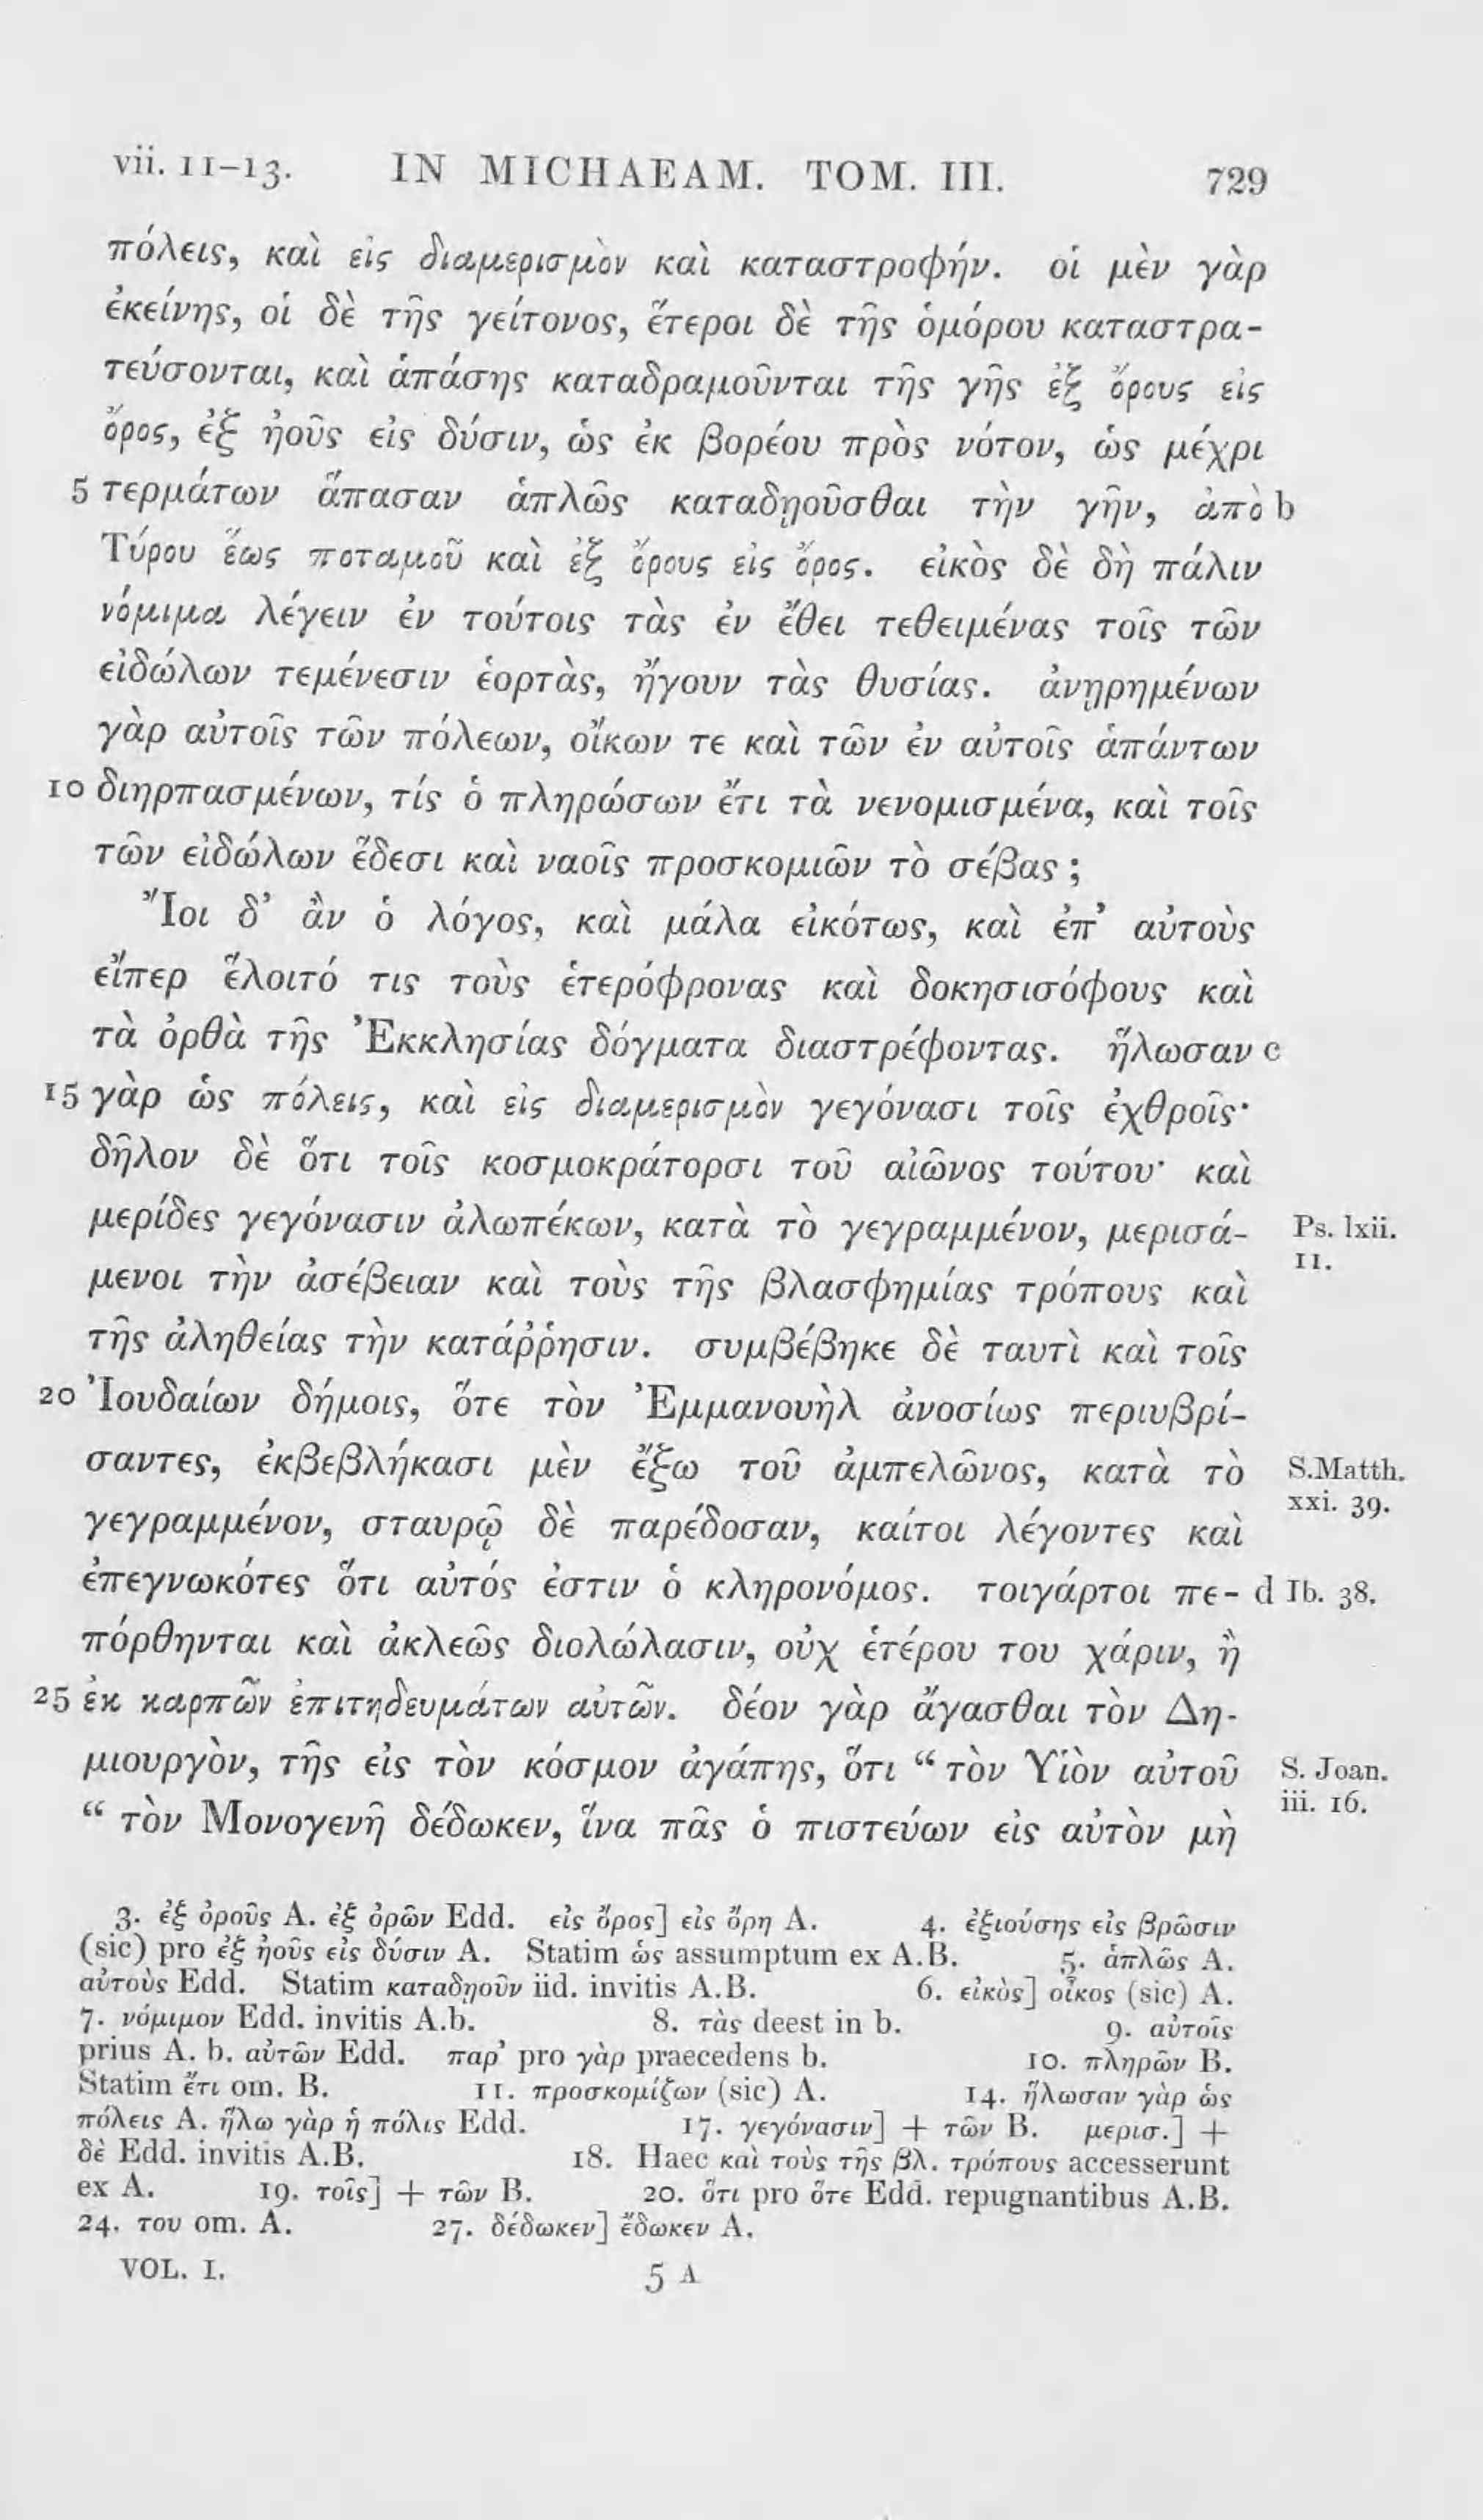 vii. 11–13. IN MICHAEAM. TOM. III. 729
πόλεις, καὶ εἰς διαμερισμὸν καὶ καταστροφήν. οἱ μὲν γὰρ
ἐκείνης, οἱ δὲ τῆς γείτονος, ἕτεροι δὲ τῆς ὁμόρου καταστρα-
τεύσονται, καὶ ἁπάσης καταδραμοῦνται τῆς γῆς ἐξ ὄρους εἰς
ὄρος, ἐξ ἠοῦς εἰς δύσιν, ὡς ἐκ βορέου πρὸς νότον, ὡς μέχρι
5 τερμάτων ἅπασαν ἁπλῶς καταδῃοῦσθαι τὴν γῆν, ἀπὸ b
Τύρου ἕως ποταμοῦ καὶ ἐξ ὄρους εἰς ὄρος. εἰκὸς δὲ δὴ πάλιν
νόμιμα λέγειν ἐν τούτοις τὰς ἐν ἔθει τεθειμένας τοῖς τῶν
εἰδώλων τεμένεσιν ἑορτὰς, ἤγουν τὰς θυσίας. ἀνῃρημένων
γὰρ αὐτοῖς τῶν πόλεων, οἴκων τε καὶ τῶν ἐν αὐτοῖς ἁπάντων
10 διηρπασμένων, τίς ὁ πληρώσων ἔτι τὰ νενομισμένα, καὶ τοῖς
τῶν εἰδώλων ἕδεσι καὶ ναοῖς προσκομιῶν τὸ σέβας ;
Ἴοι δ' ἂν ὁ λόγος, καὶ μάλα εἰκότως, καὶ ἐπ' αὐτοὺς
εἴπερ ἕλοιτό τις τοὺς ἑτερόφρονας καὶ δοκησισόφους καὶ
τὰ ὀρθὰ τῆς Ἐκκλησίας δόγματα διαστρέφοντας. ἥλωσαν c
15 γὰρ ὡς πόλεις, καὶ εἰς διαμερισμὸν γεγόνασι τοῖς ἐχθροῖς·
δῆλον δὲ ὅτι τοῖς κοσμοκράτορσι τοῦ αἰῶνος τούτου· καὶ
μερίδες γεγόνασιν ἀλωπέκων, κατὰ τὸ γεγραμμένον, μερισά- Ps. lxii.
11.
μενοι τὴν ἀσέβειαν καὶ τοὺς τῆς βλασφημίας τρόπους καὶ
τῆς ἀληθείας τὴν κατάῤῥησιν. συμβέβηκε δὲ ταυτὶ καὶ τοῖς
20 Ἰουδαίων δήμοις, ὅτε τὸν Ἐμμανουὴλ ἀνοσίως περιυβρί-
σαντες, ἐκβεβλήκασι μὲν ἔξω τοῦ ἀμπελῶνος, κατὰ τὸ S.Matth.
xxi. 39.
γεγραμμένον, σταυρῷ δὲ παρέδοσαν, καίτοι λέγοντες καὶ
ἐπεγνωκότες ὅτι αὐτός ἐστιν ὁ κληρονόμος. τοιγάρτοι πε- d Ib. 38.
πόρθηνται καὶ ἀκλεῶς διολώλασιν, οὐχ ἑτέρου του χάριν, ἢ
25 ἐκ καρπῶν ἐπιτηδευμάτων αὐτῶν. δέον γὰρ ἄγασθαι τὸν Δη-
μιουργὸν, τῆς εἰς τὸν κόσμον ἀγάπης, ὅτι “ τὸν Υἱὸν αὐτοῦ S. Joan.
iii. 16.
“ τὸν Μονογενῆ δέδωκεν, ἵνα πᾶς ὁ πιστεύων εἰς αὐτὸν μὴ
3. ἐξ ὀροῦς A. ἐξ ὀρῶν Edd. εἰς ὄρος] εἰς ὄρη A. 4. ἐξιούσης εἰς βρῶσιν
(sic) pro ἐξ ἠοῦς εἰς δύσιν A. Statim ὡς assumptum ex A.B. 5. ἁπλῶς A.
αὐτοὺς Edd. Statim καταδῃοῦν iid. invitis A.B. 6. εἰκὸς] οἶκος (sic) A.
7. νόμιμον Edd. invitis A.b. 8. τὰς deest in b. 9. αὐτοῖς
prius A. b. αὐτῶν Edd. παρ' pro γὰρ praecedens b. 10. πληρῶν B.
Statim ἔτι om. B. 11. προσκομίζων (sic) A. 14. ἥλωσαν γὰρ ὡς
πόλεις A. ἥλω γὰρ ἡ πόλις Edd. 17. γεγόνασιν] + τῶν B. μερισ.] +
δὲ Edd. invitis A.B. 18. Haec καὶ τοὺς τῆς βλ. τρόπους accesserunt
ex A. 19. τοῖς] + τῶν B. 20. ὅτι pro ὅτε Edd. repugnantibus A.B.
24. του om. A. 27. δέδωκεν] ἔδωκεν A.
VOL. I. 5 A